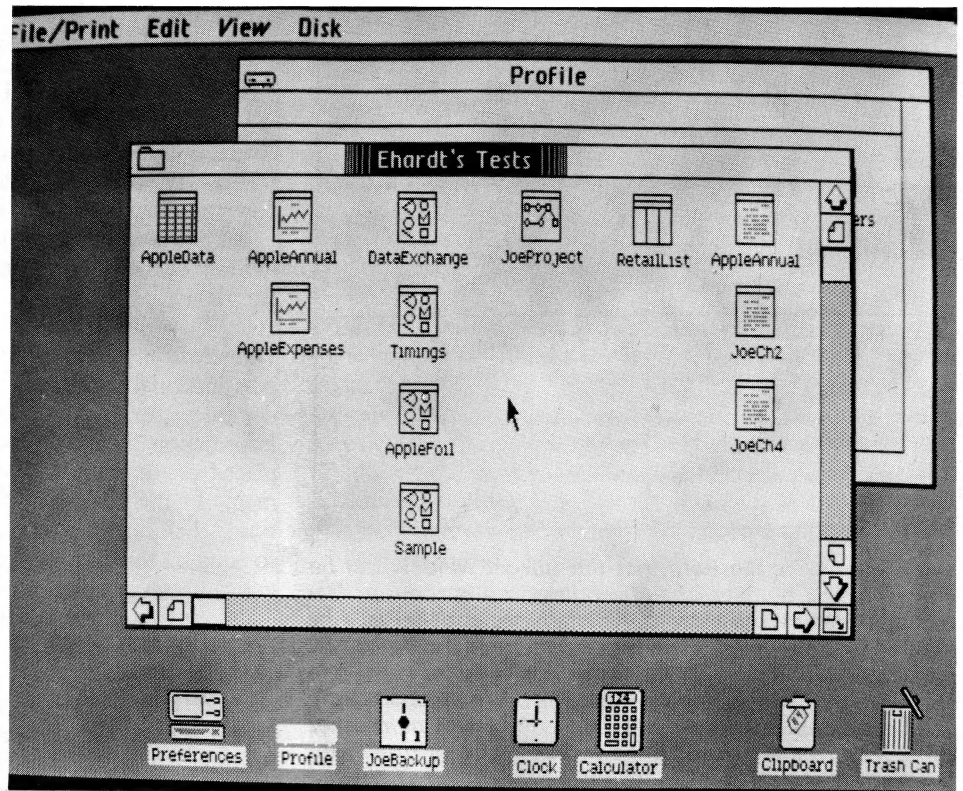 File/Print Edit View Disk
Profile
Ehardt's Tests
AppleData AppleAnnual DataExchange JoeProject RetailList AppleAnnual
AppleExpenses Timings JoeCh2
AppleFoil JoeCh4
Sample
Preferences Profile JoeBackup Clock Calculator Clipboard Trash Can